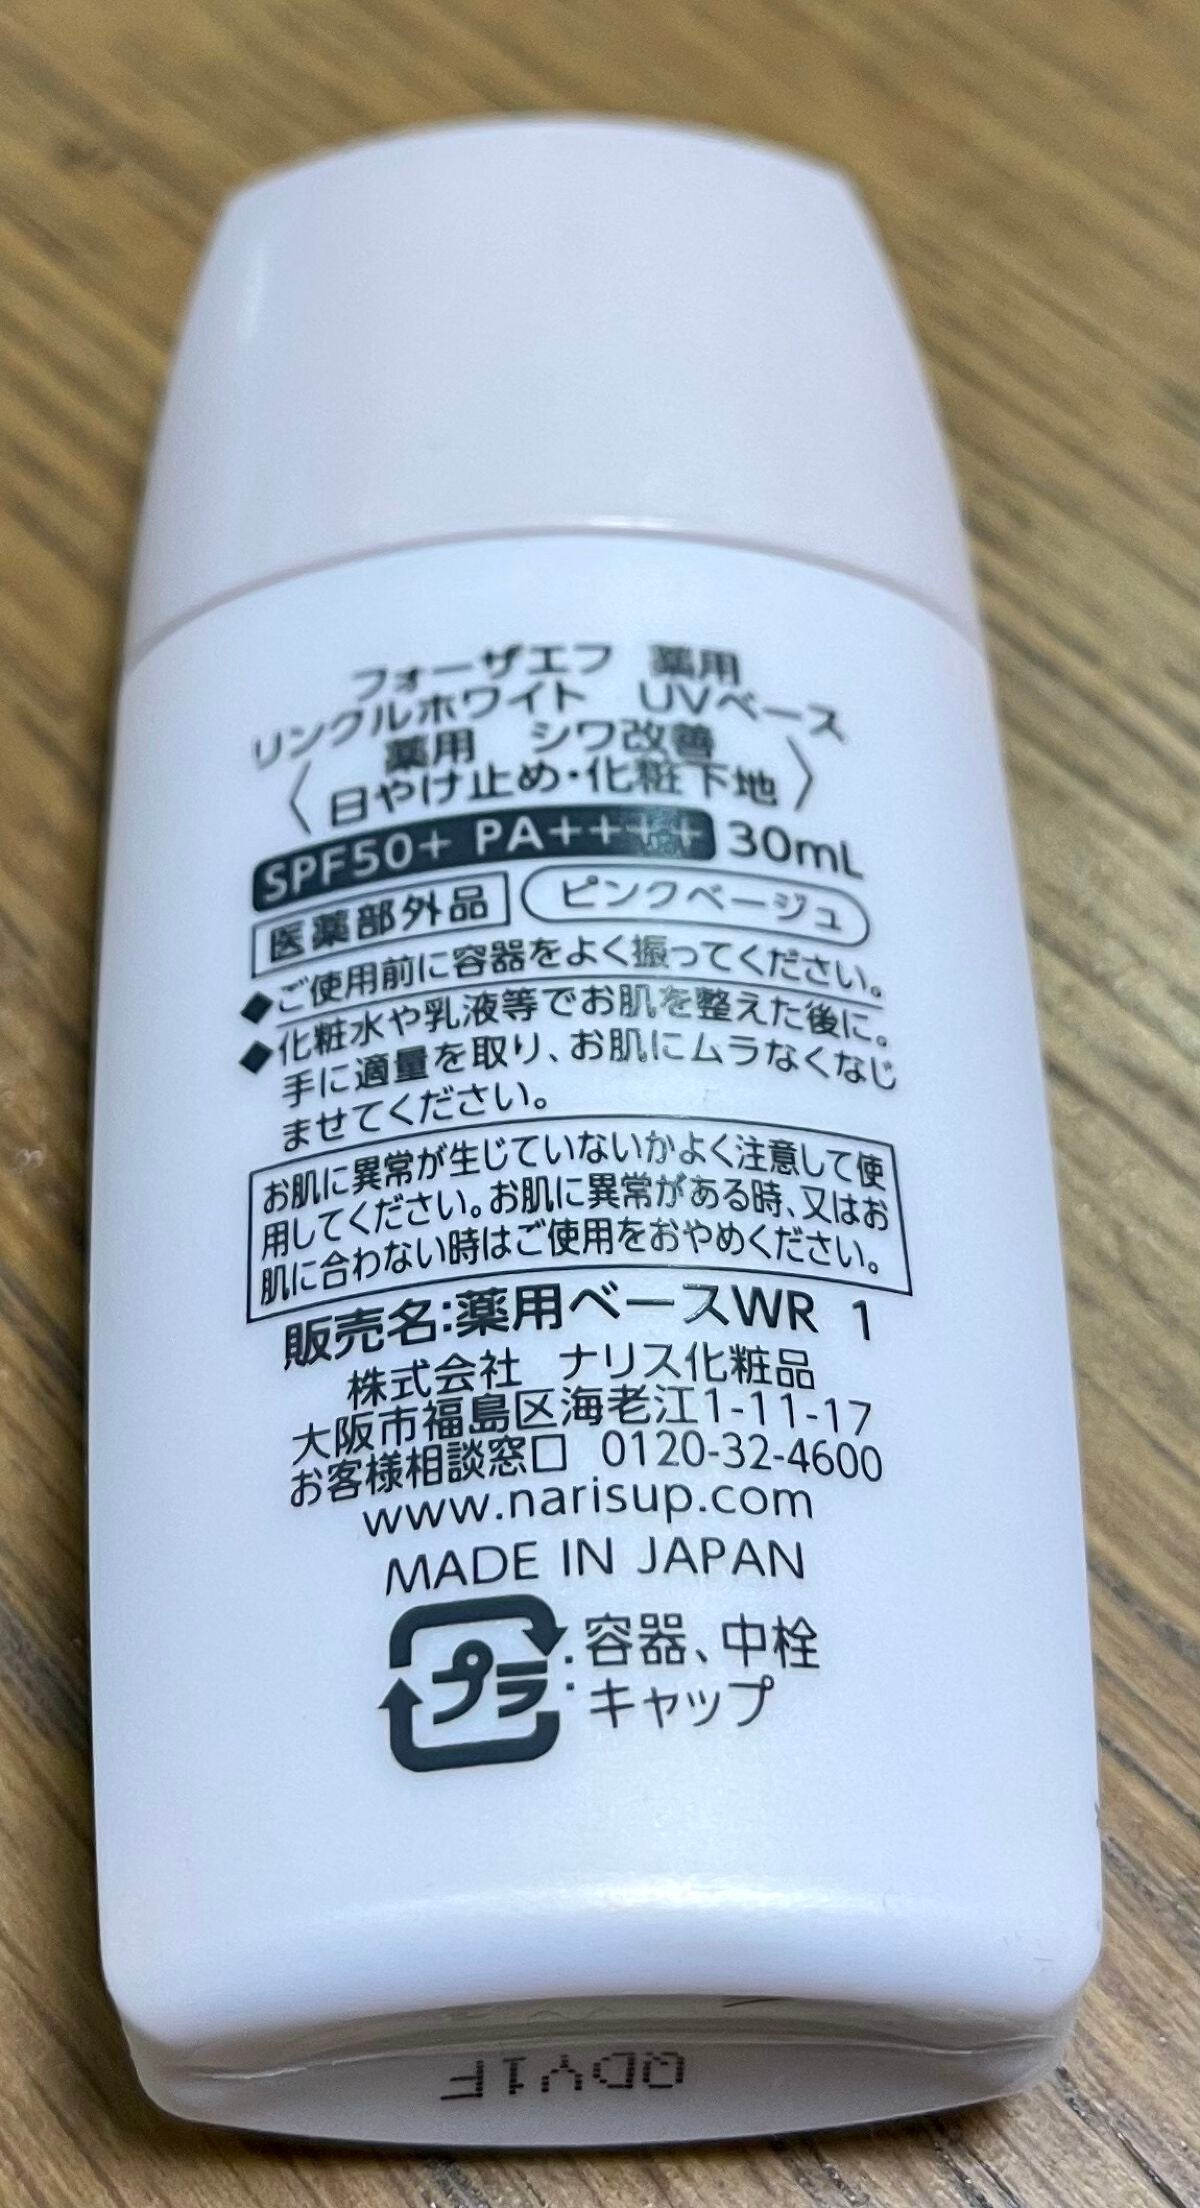 フォーザエフ 薬用
リンクルホワイト UVベース
薬用 シワ改善
〈日やけ止め・化粧下地〉
SPF50+ PA++++ 30mL
医薬部外品 ピンクベージュ
◆ご使用前に容器をよく振ってください。
◆化粧水や乳液等でお肌を整えた後に。
手に適量を取り、お肌にムラなくなじ
ませてください。
お肌に異常が生じていないかよく注意して使
用してください。お肌に異常がある時、又はお
肌に合わない時はご使用をおやめください。
販売名:薬用ベースWR 1
株式会社 ナリス化粧品
大阪市福島区海老江1-11-17
お客様相談窓口 0120-32-4600
www.narisup.com
MADE IN JAPAN
プラ:容器、中栓
キャップ
QDY1F